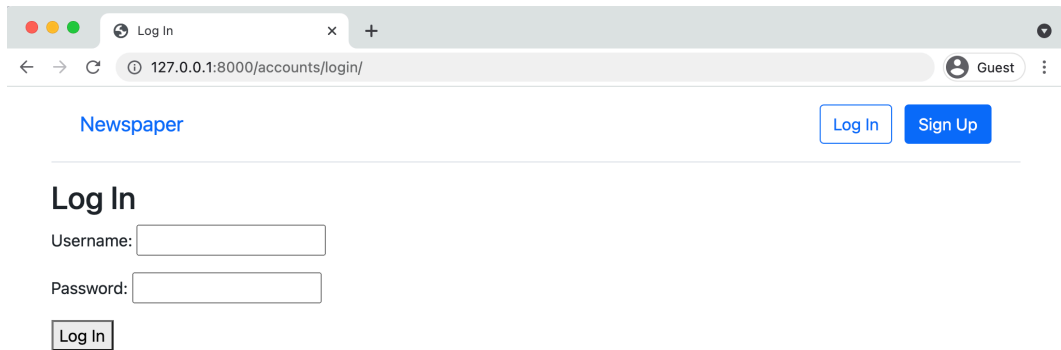 Log In
127.0.0.1:8000/accounts/login/
Guest
Newspaper
Log In
Sign Up
Log In
Username:
Password:
Log In